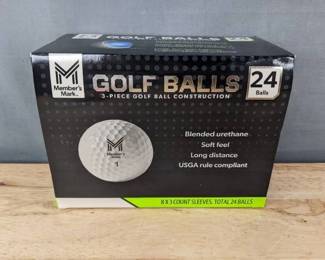 Member's
Mark
GOLF BALLS
3-PIECE GOLF BALL CONSTRUCTION
24
Balls
Member's
Mark
1
Blended urethane
Soft feel
Long distance
USGA rule compliant
8 X 3 COUNT SLEEVES, TOTAL 24 BALLS